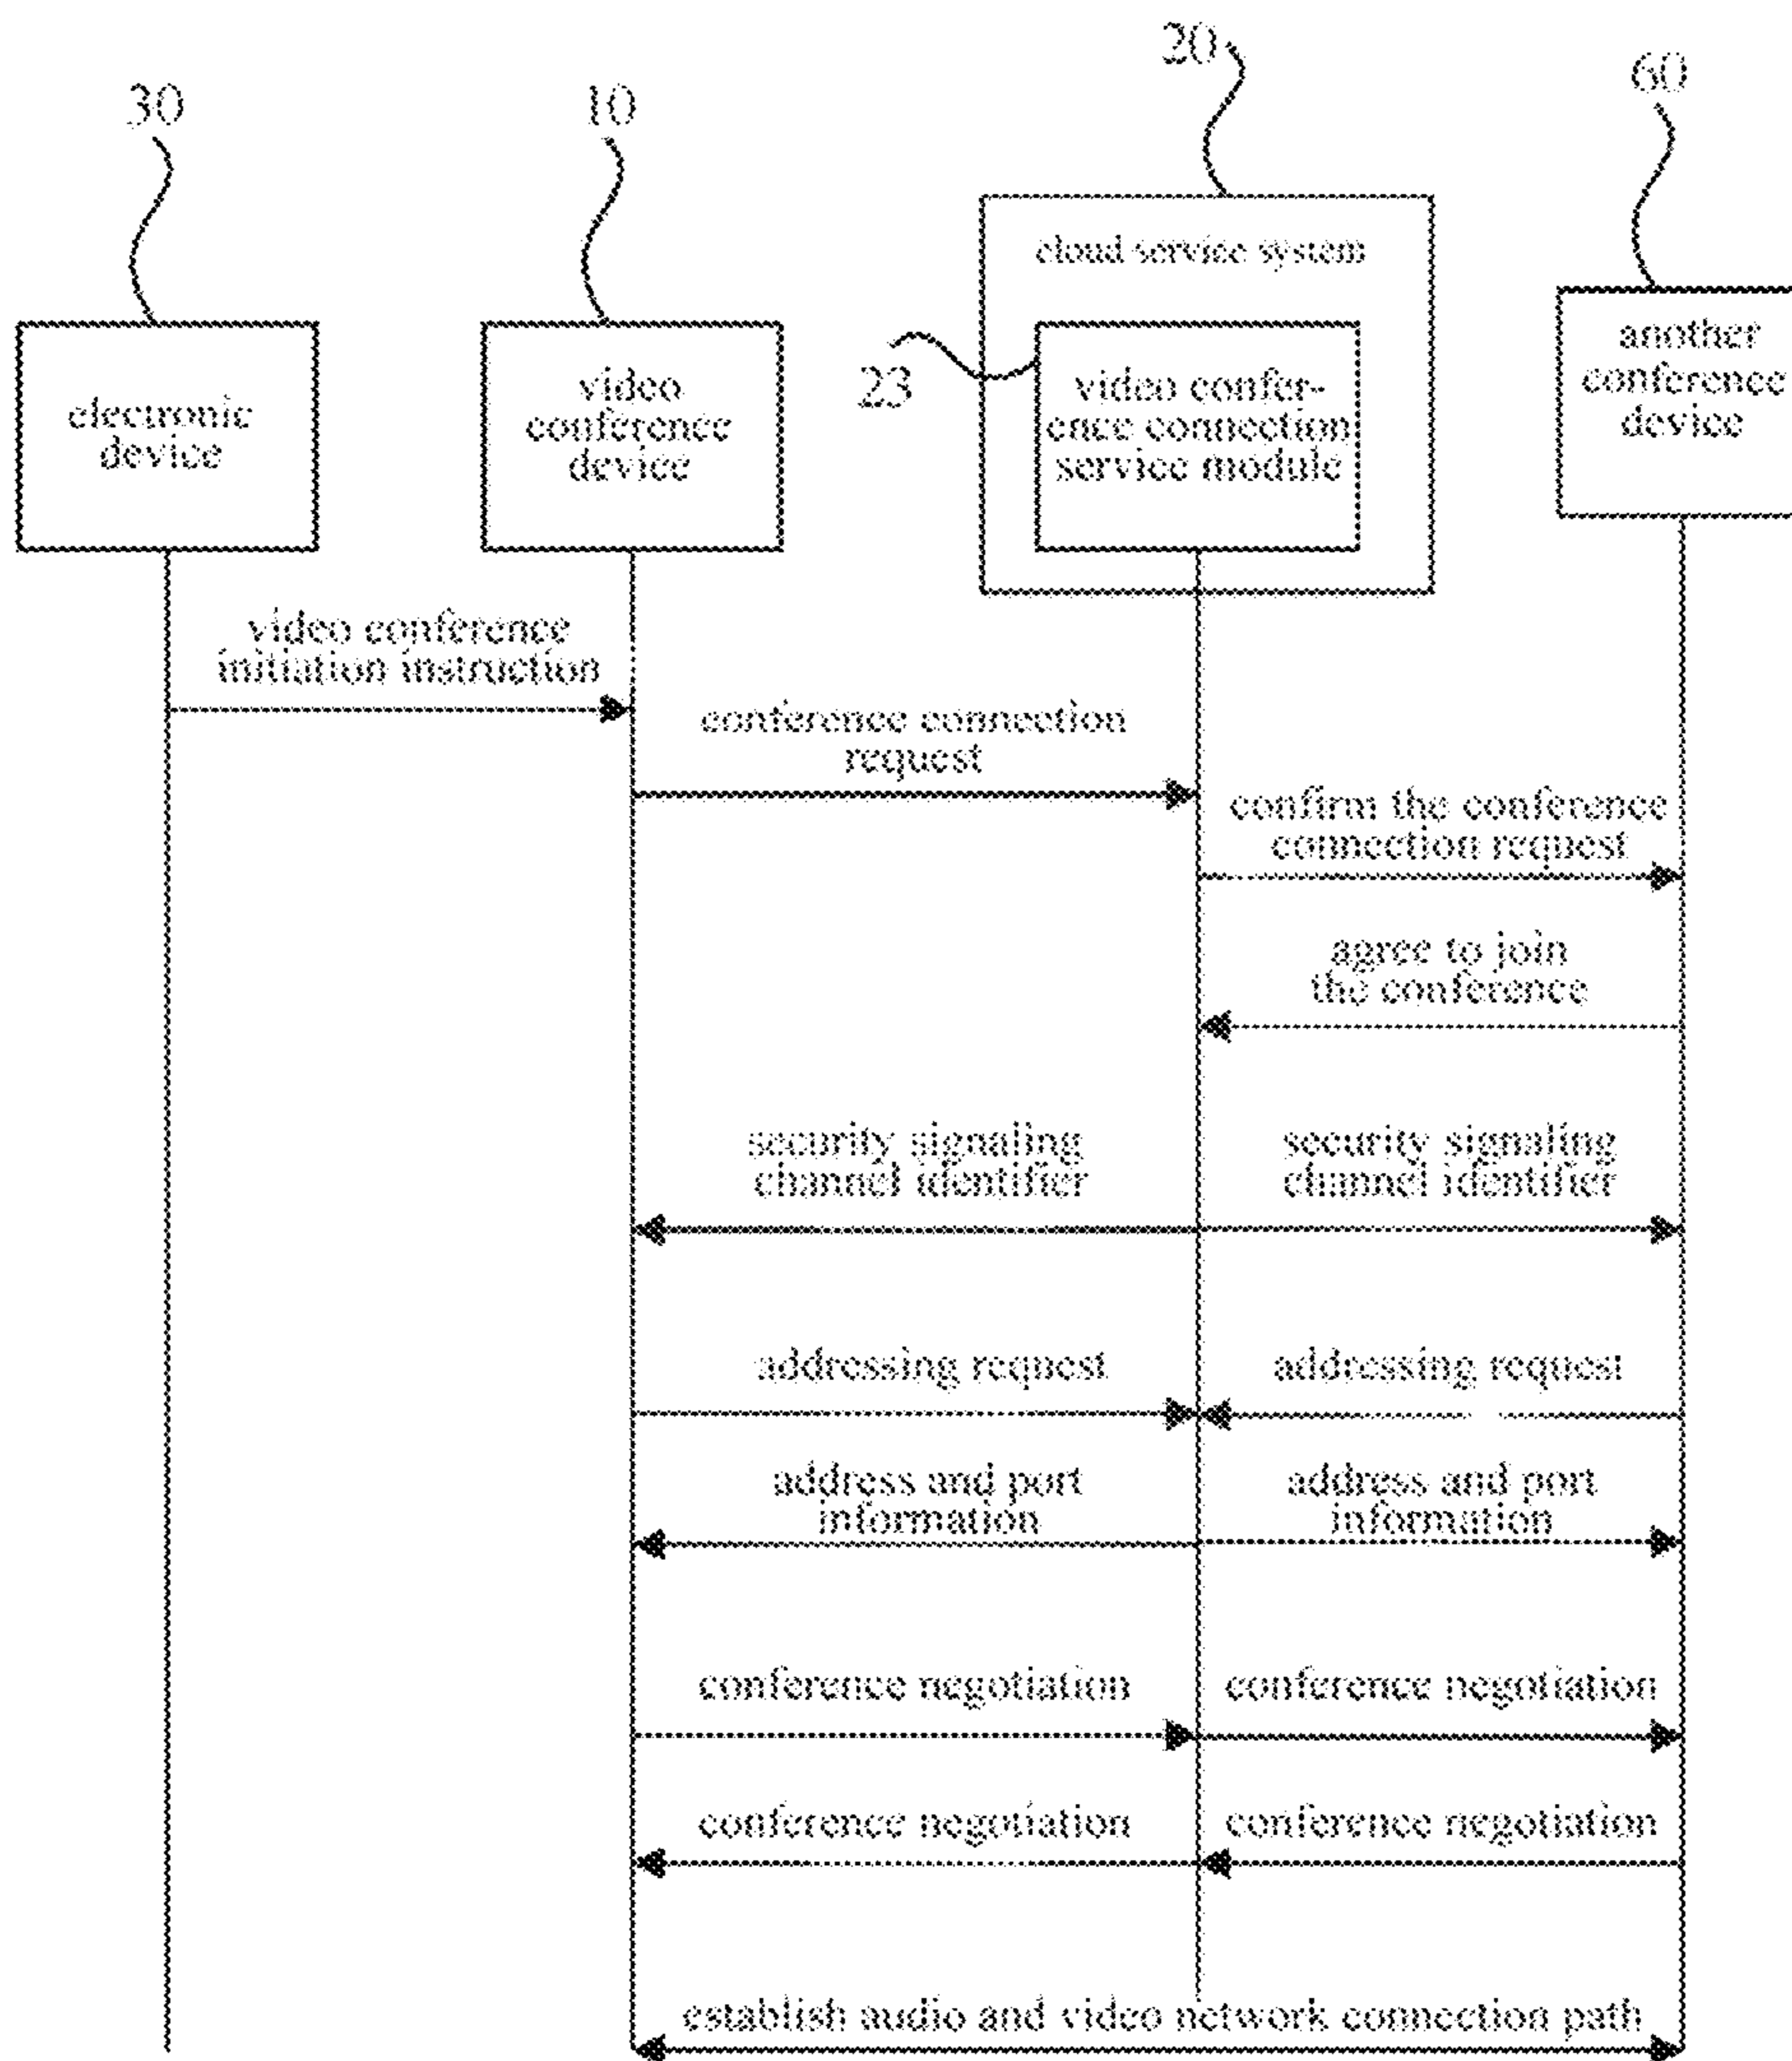 20
60
30
10
cloud service system
another
conference
device
23
electronic
device
video
conference
device
video confer-
ence connection
service module
video conference
initiation instruction
conference connection
request
confirm the conference
connection request
agree to join
the conference
security signaling
channel identifier
security signaling
channel identifier
addressing request
addressing request
address and port
information
address and port
information
conference negotiation
conference negotiation
conference negotiation
conference negotiation
establish audio and video network connection path